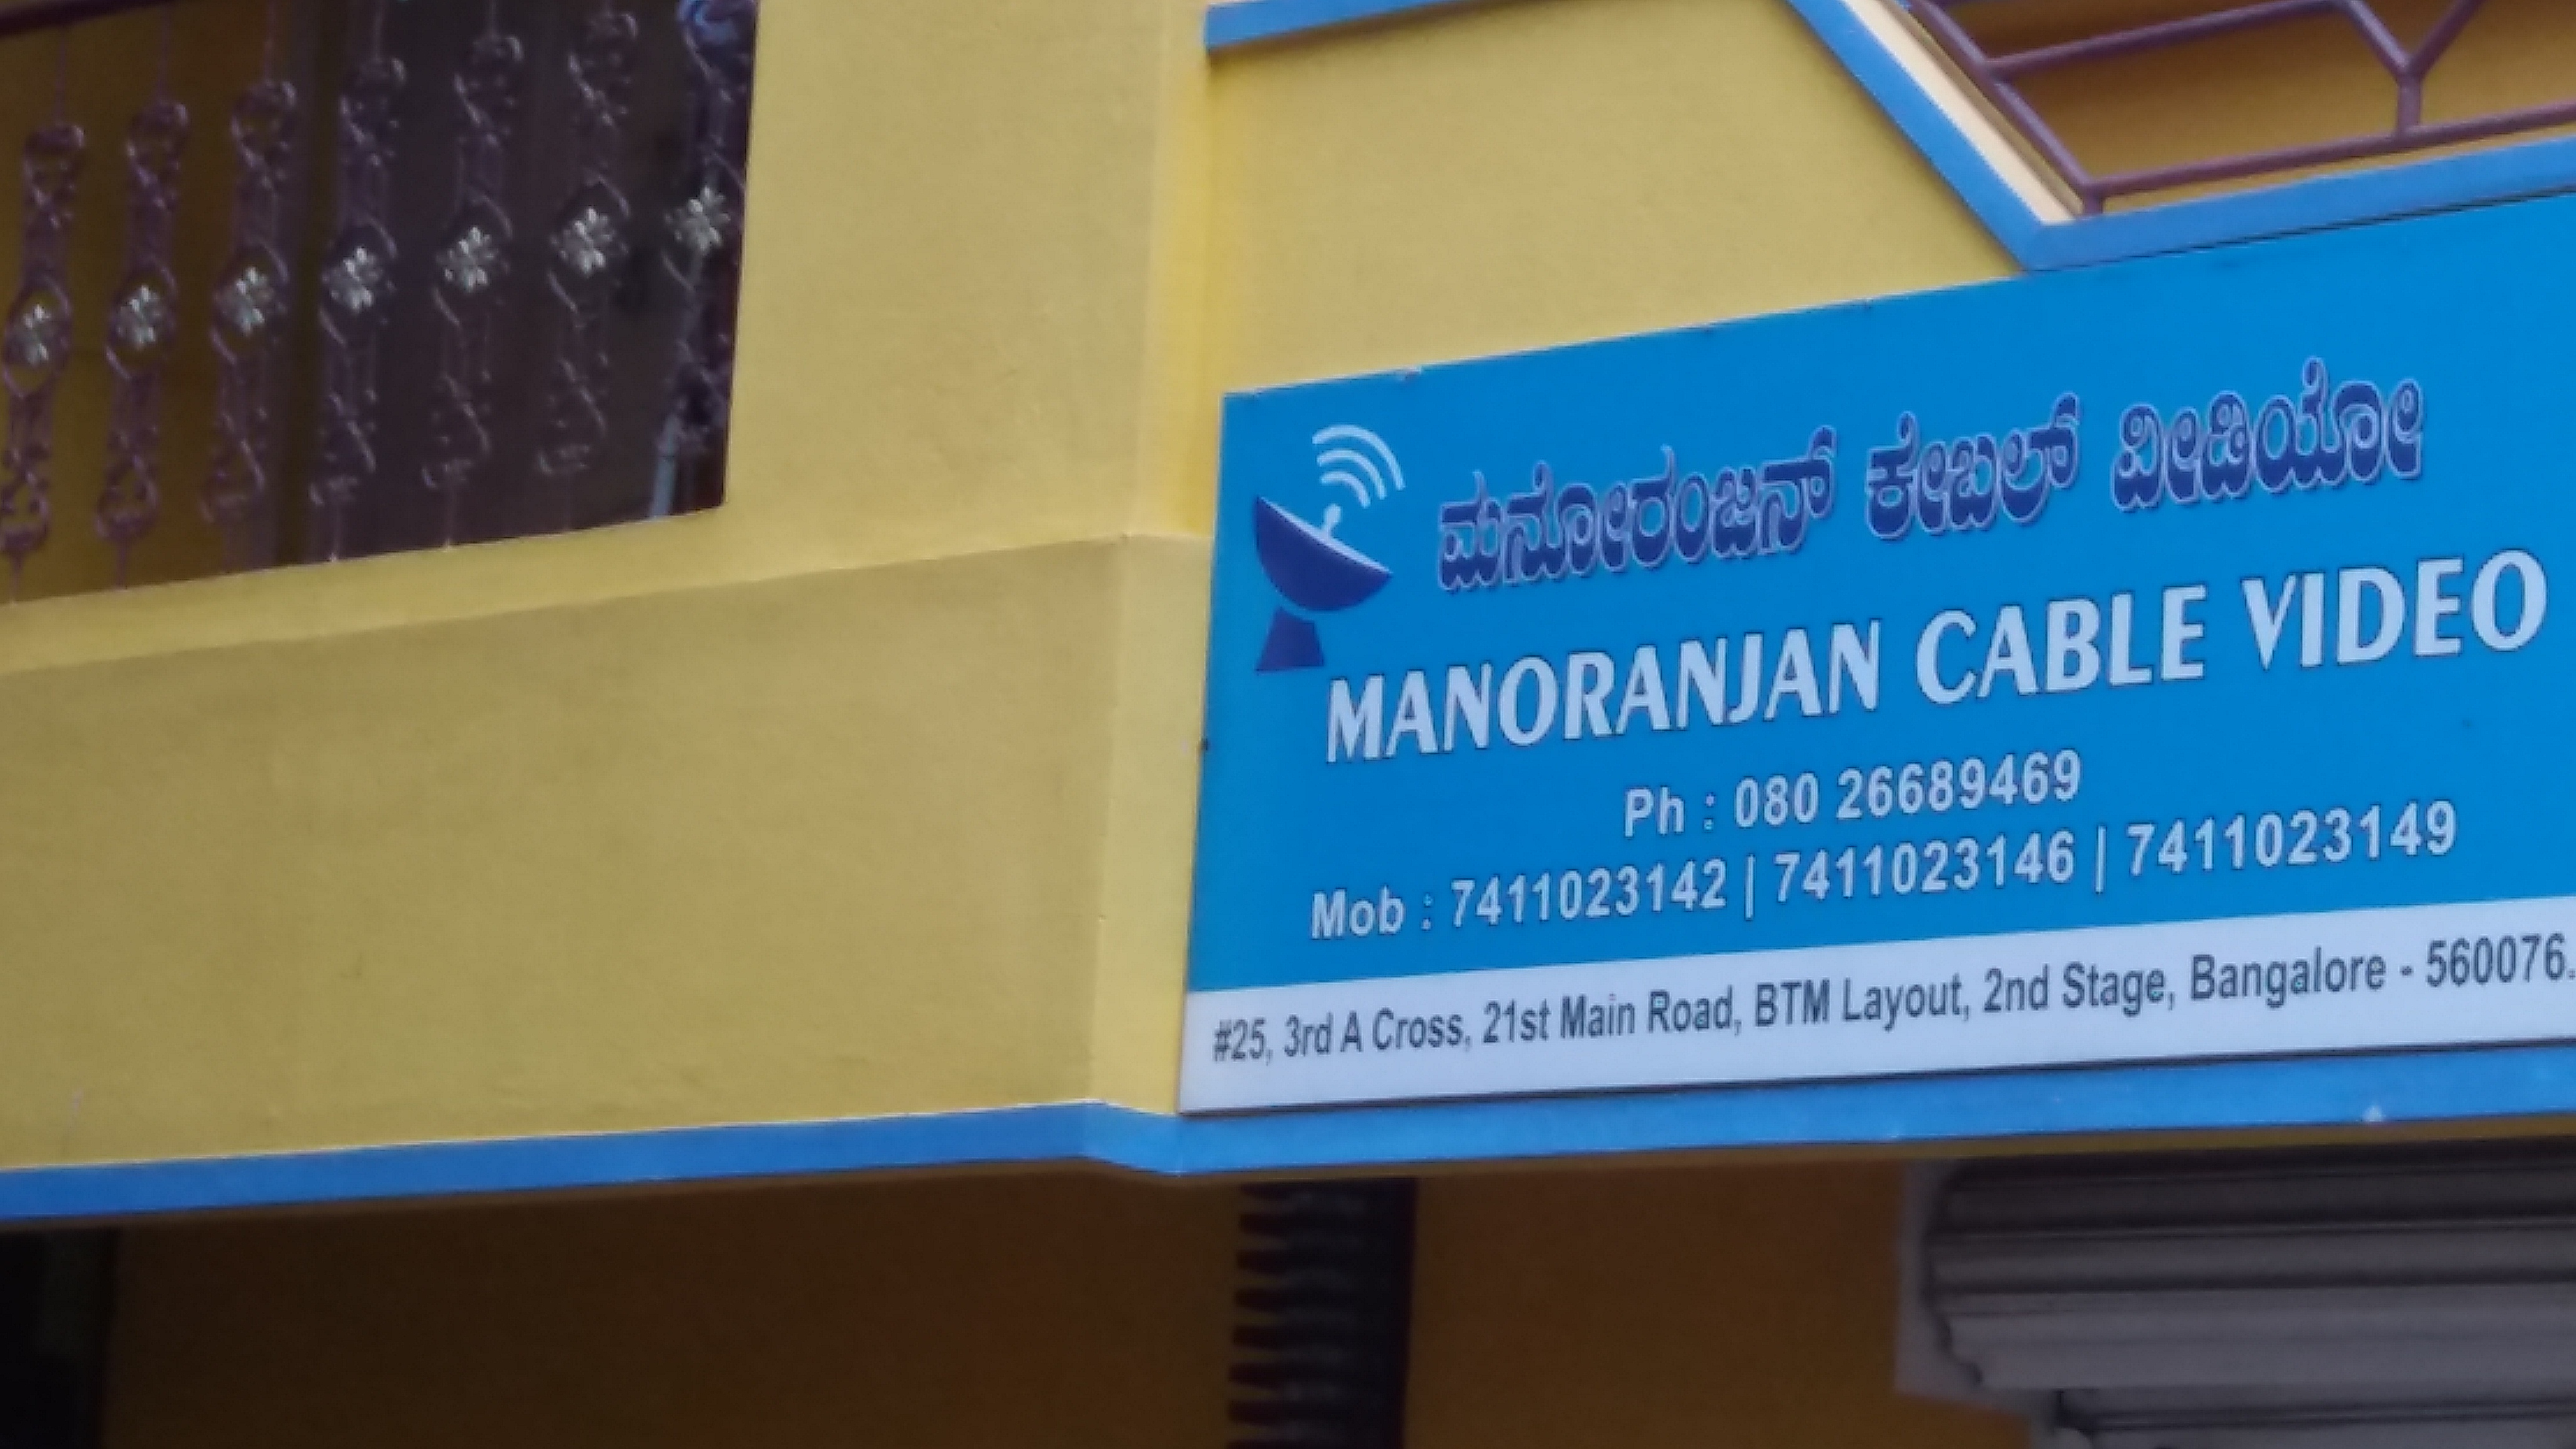 ಮನೋರಂಜನ್ ಕೇಬಲ್ ವೀಡಿಯೋ
MANORANJAN CABLE VIDEO
Ph : 080 26689469
Mob : 7411023142 | 7411023146 | 7411023149
#25, 3rd A Cross, 21st Main Road, BTM Layout, 2nd Stage, Bangalore - 560076.